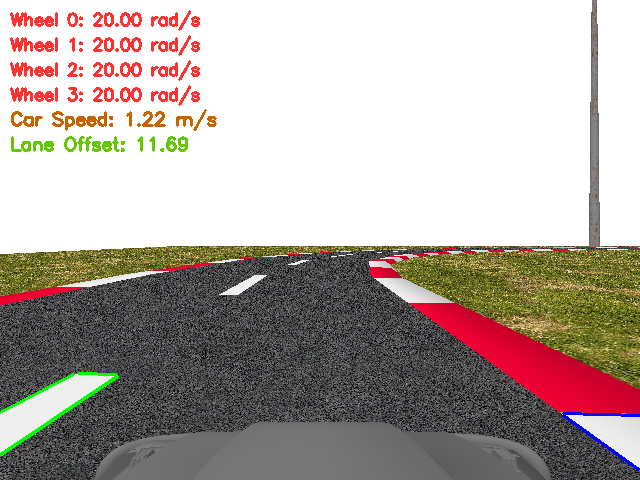 Wheel 0: 20.00 rad/s
Wheel 1: 20.00 rad/s
Wheel 2: 20.00 rad/s
Wheel 3: 20.00 rad/s
Car Speed: 1.22 m/s
Lane Offset: 11.69